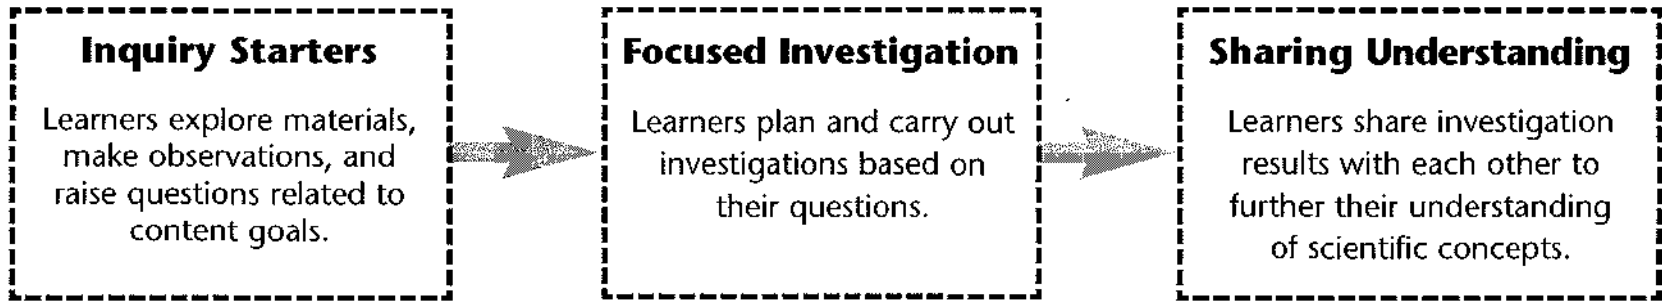 Inquiry Starters
Learners explore materials,
make observations, and
raise questions related to
content goals.
Focused Investigation
Learners plan and carry out
investigations based on
their questions.
Sharing Understanding
Learners share investigation
results with each other to
further their understanding
of scientific concepts.